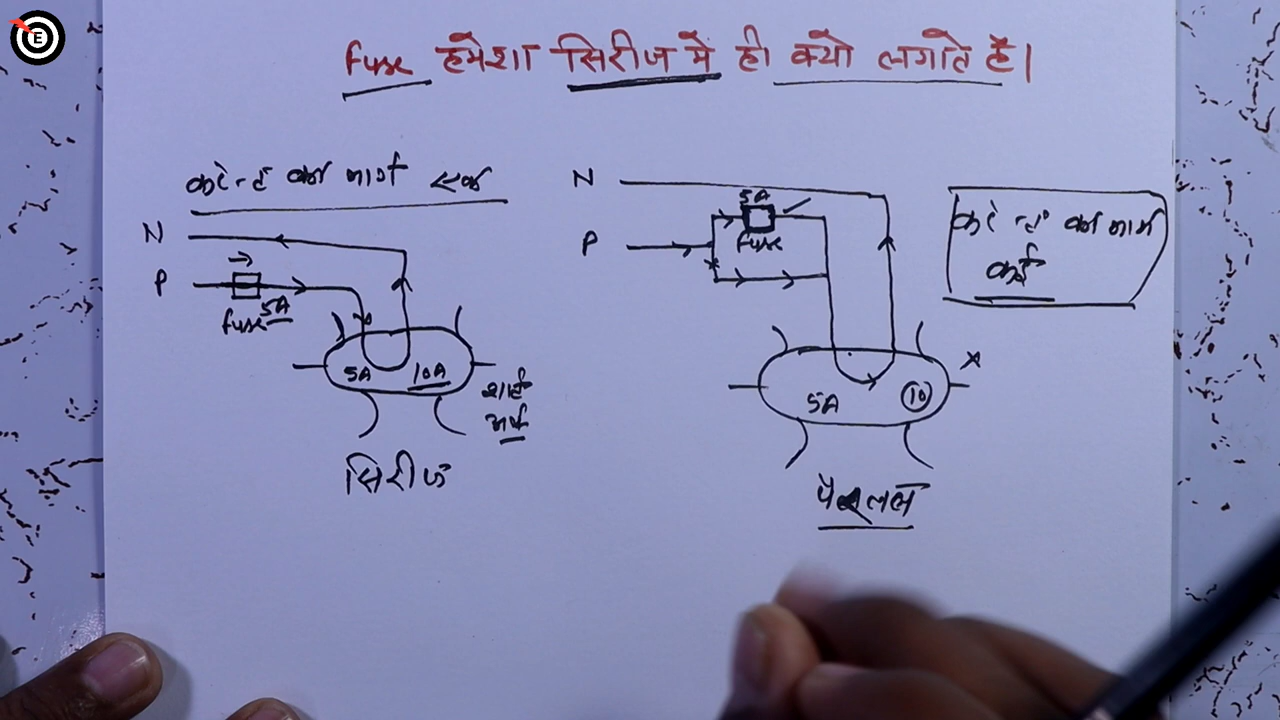 Fuse हमेशा सिरीज में ही क्यो लगाते है।
करेन्ट का मार्ग एक
N
P
fuse 5A
5A 10A
शार्ट
सर्कि
सिरीज
N
5A
P
fuse
करेन्ट का मार्ग
कई
5A 10
पैरलल
E